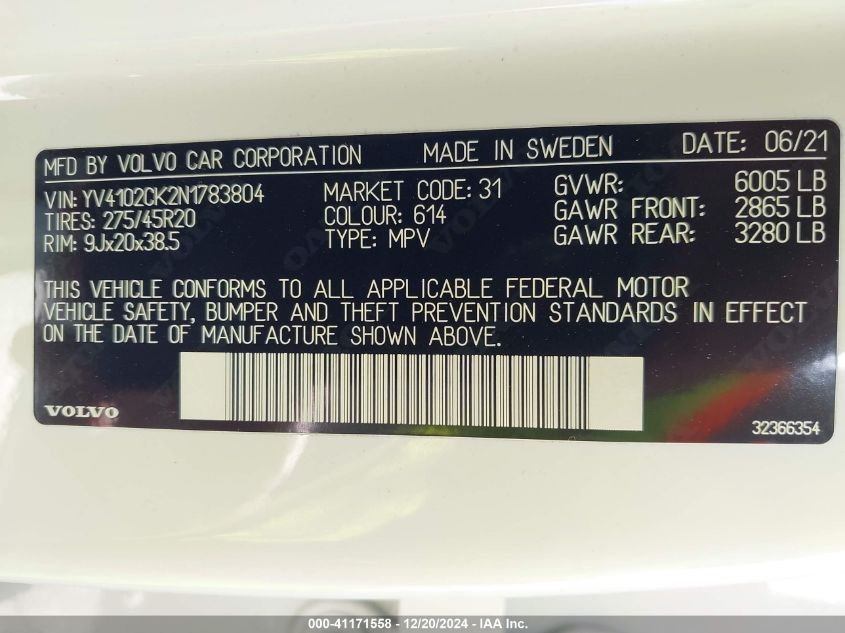 MFD BY VOLVO CAR CORPORATION MADE IN SWEDEN DATE: 06/21
VIN: YV4102CK2N1783804 MARKET CODE: 31 GVWR: 6005 LB
TIRES: 275/45R20 COLOUR: 614 GAWR FRONT: 2865 LB
RIM: 9Jx20x38.5 TYPE: MPV GAWR REAR: 3280 LB
THIS VEHICLE CONFORMS TO ALL APPLICABLE FEDERAL MOTOR
VEHICLE SAFETY, BUMPER AND THEFT PREVENTION STANDARDS IN EFFECT
ON THE DATE OF MANUFACTURE SHOWN ABOVE.
VOLVO
32366354
000-41171558 - 12/20/2024 - IAA Inc.